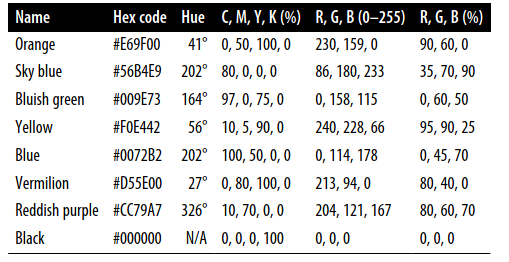 Name Hex code Hue C, M, Y, K (%) R, G, B (0–255) R, G, B (%)
Orange #E69F00 41° 0, 50, 100, 0 230, 159, 0 90, 60, 0
Sky blue #56B4E9 202° 80, 0, 0, 0 86, 180, 233 35, 70, 90
Bluish green #009E73 164° 97, 0, 75, 0 0, 158, 115 0, 60, 50
Yellow #F0E442 56° 10, 5, 90, 0 240, 228, 66 95, 90, 25
Blue #0072B2 202° 100, 50, 0, 0 0, 114, 178 0, 45, 70
Vermilion #D55E00 27° 0, 80, 100, 0 213, 94, 0 80, 40, 0
Reddish purple #CC79A7 326° 10, 70, 0, 0 204, 121, 167 80, 60, 70
Black #000000 N/A 0, 0, 0, 100 0, 0, 0 0, 0, 0